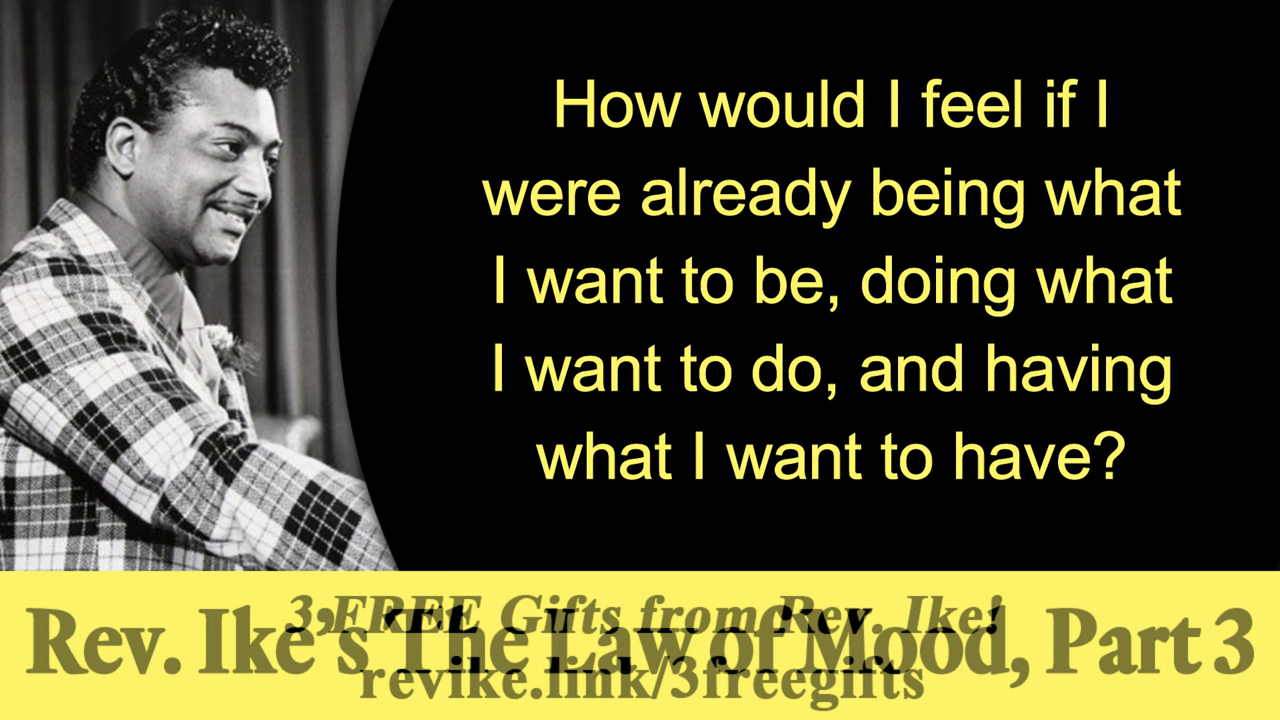 How would I feel if I
were already being what
I want to be, doing what
I want to do, and having
what I want to have?
Rev. Ike's The Law of Mood, Part 3
3 FREE Gifts from Rev. Ike!
revike.link/3freegifts